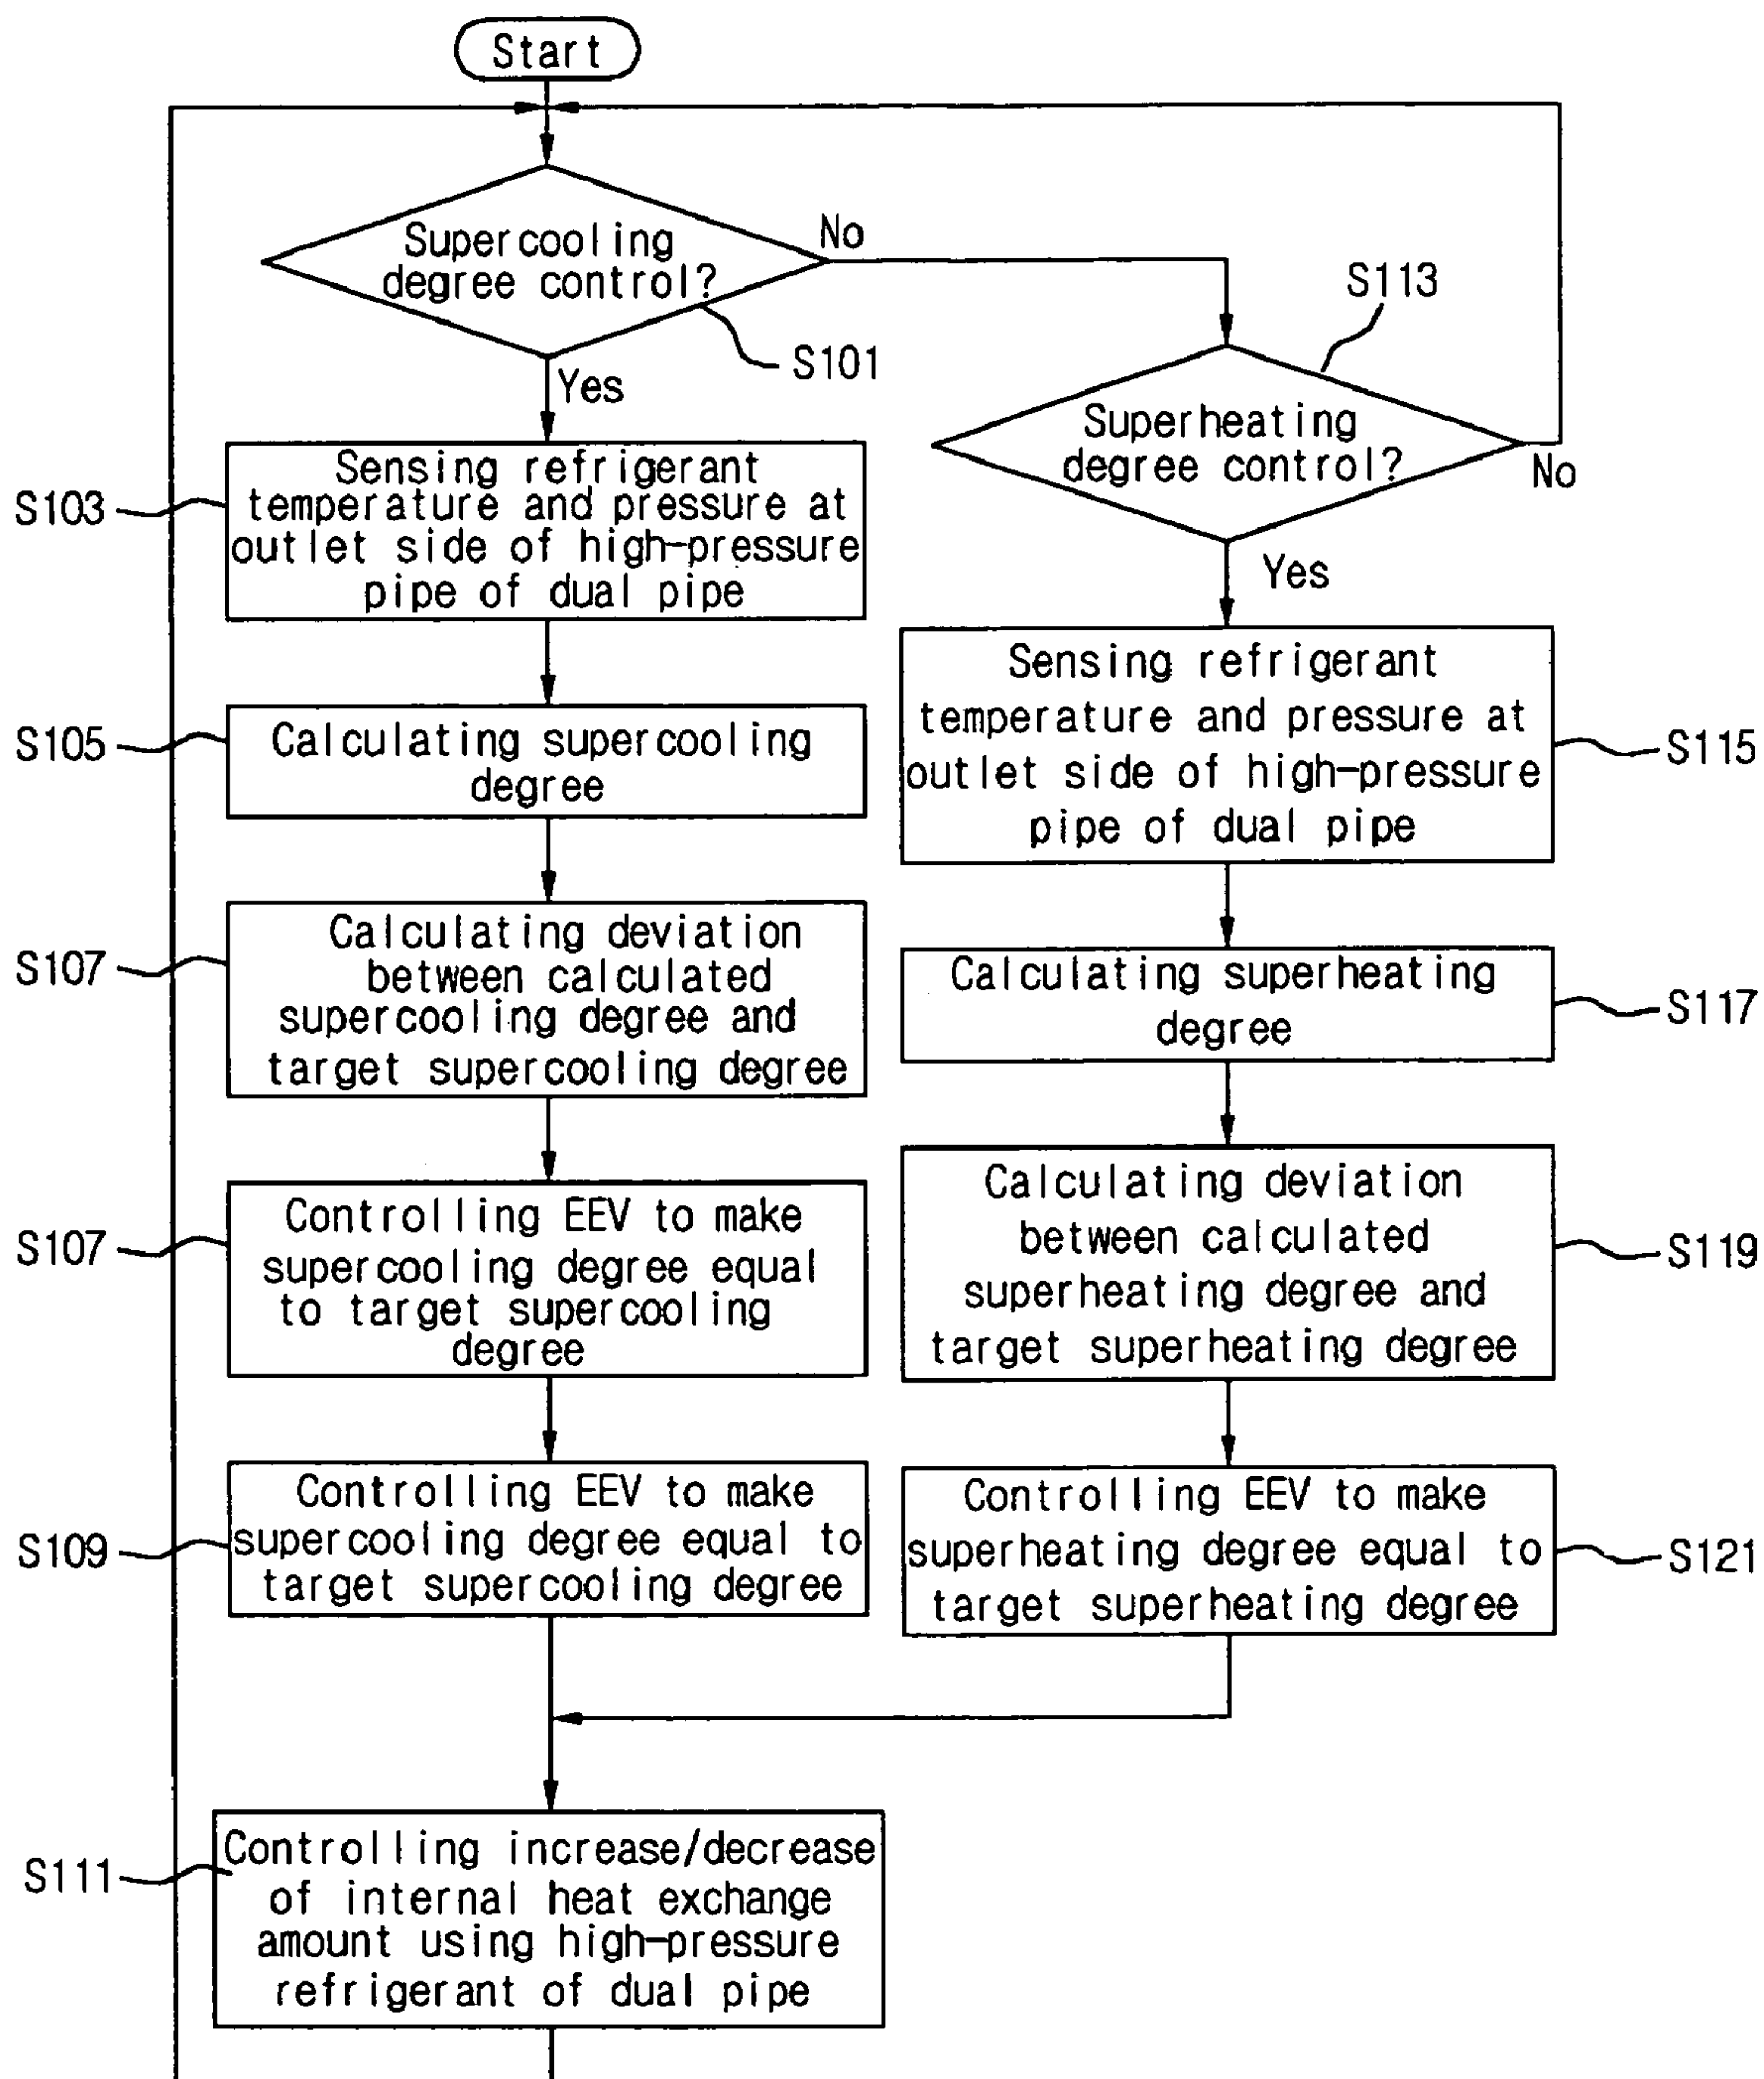 Start
Supercooling
degree control?
No
S101
Yes
S113
Superheating
degree control?
No
Yes
S103
Sensing refrigerant
temperature and pressure at
outlet side of high-pressure
pipe of dual pipe
S105
Calculating supercooling
degree
S107
Calculating deviation
between calculated
supercooling degree and
target supercooling degree
S107
Controlling EEV to make
supercooling degree equal
to target supercooling
degree
S109
Controlling EEV to make
supercooling degree equal to
target supercooling degree
Sensing refrigerant
temperature and pressure at
outlet side of high-pressure
pipe of dual pipe
S115
Calculating superheating
degree
S117
Calculating deviation
between calculated
superheating degree and
target superheating degree
S119
Controlling EEV to make
superheating degree equal to
target superheating degree
S121
S111
Controlling increase/decrease
of internal heat exchange
amount using high-pressure
refrigerant of dual pipe